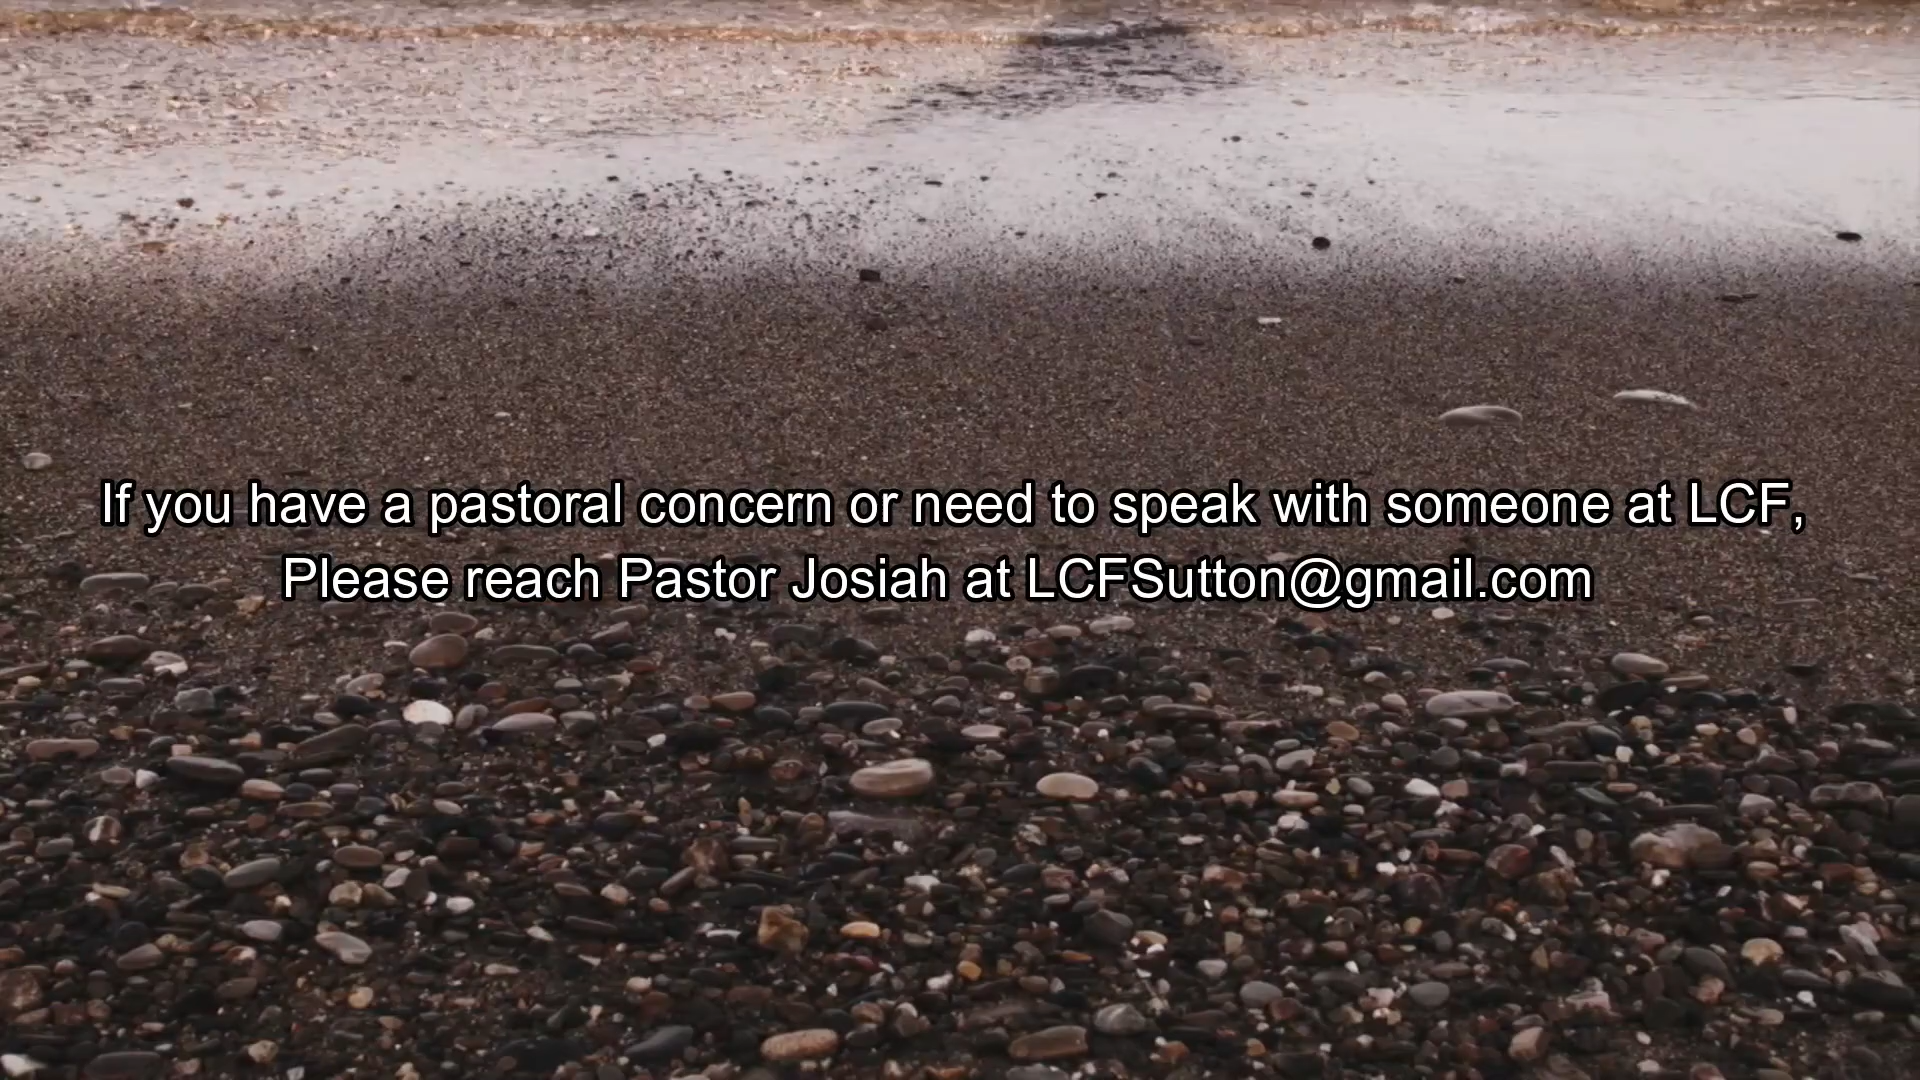 If you have a pastoral concern or need to speak with someone at LCF,
Please reach Pastor Josiah at LCFSutton@gmail.com